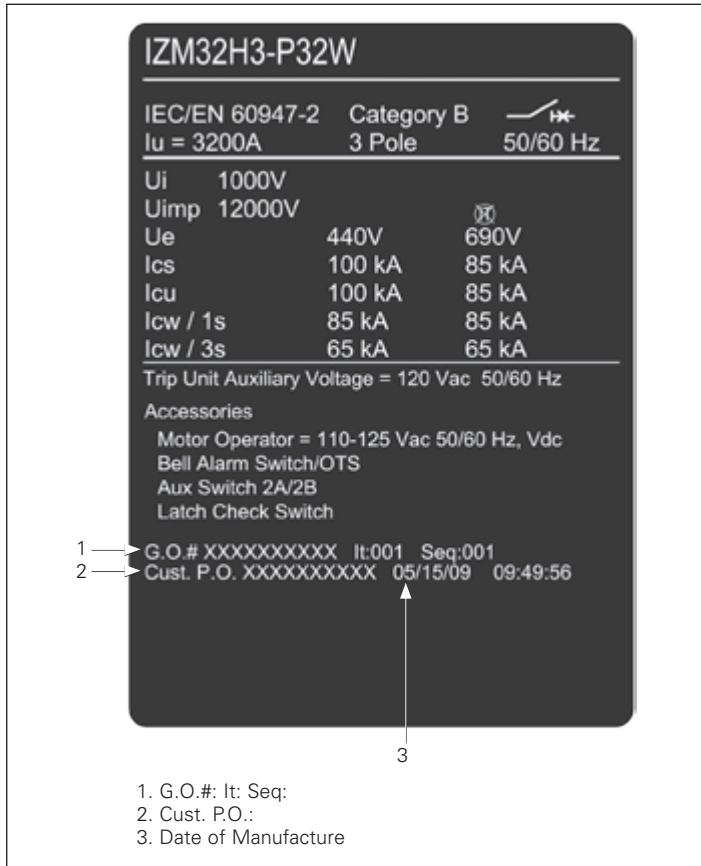 IZM32H3-P32W
IEC/EN 60947-2 Category B
Iu = 3200A 3 Pole 50/60 Hz
Ui 1000V
Uimp 12000V
Ue 440V 690V
Ics 100 kA 85 kA
Icu 100 kA 85 kA
Icw / 1s 85 kA 85 kA
Icw / 3s 65 kA 65 kA
Trip Unit Auxiliary Voltage = 120 Vac 50/60 Hz
Accessories
Motor Operator = 110-125 Vac 50/60 Hz, Vdc
Bell Alarm Switch/OTS
Aux Switch 2A/2B
Latch Check Switch
1 G.O.# XXXXXXXXXX It:001 Seq:001
2 Cust. P.O. XXXXXXXXXX 05/15/09 09:49:56
3
1. G.O.#: It: Seq:
2. Cust. P.O.:
3. Date of Manufacture